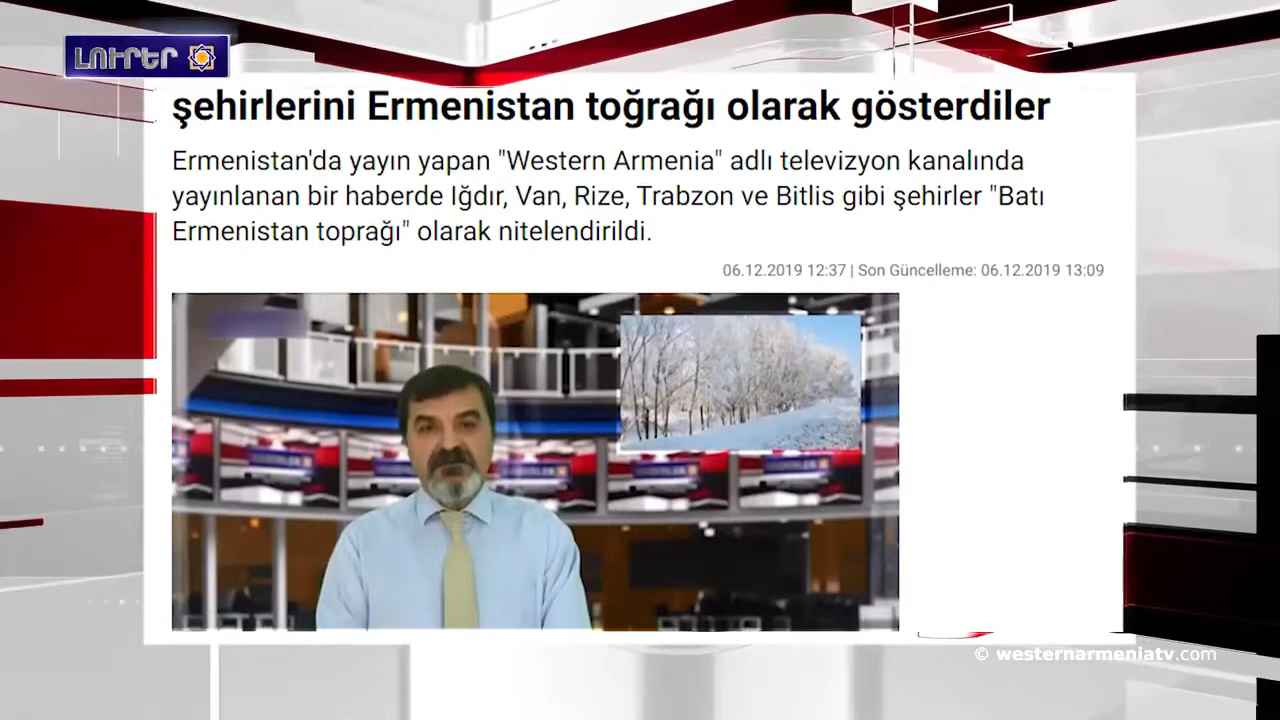 ԼՈՒՐԵՐ
şehirlerini Ermenistan toğrağı olarak gösterdiler
Ermenistan'da yayın yapan "Western Armenia" adlı televizyon kanalında
yayınlanan bir haberde Iğdır, Van, Rize, Trabzon ve Bitlis gibi şehirler "Batı
Ermenistan toprağı" olarak nitelendirildi.
06.12.2019 12:37 | Son Güncelleme: 06.12.2019 13:09
© westernarmeniatv.com